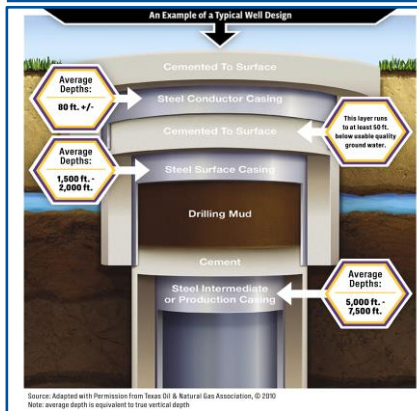 An Example of a Typical Well Design
Cemented To Surface
Average
Depths:
80 ft. +/-
Steel Conductor Casing
Cemented To Surface
This layer runs
to at least 50 ft.
below usable quality
ground water.
Average
Depths:
1,500 ft. -
2,000 ft.
Steel Surface Casing
Drilling Mud
Cement
Steel Intermediate
or Production Casing
Average
Depths:
5,000 ft. -
7,500 ft.
Source: Adapted with Permission from Texas Oil & Natural Gas Association, © 2010
Note: average depth is equivalent to true vertical depth